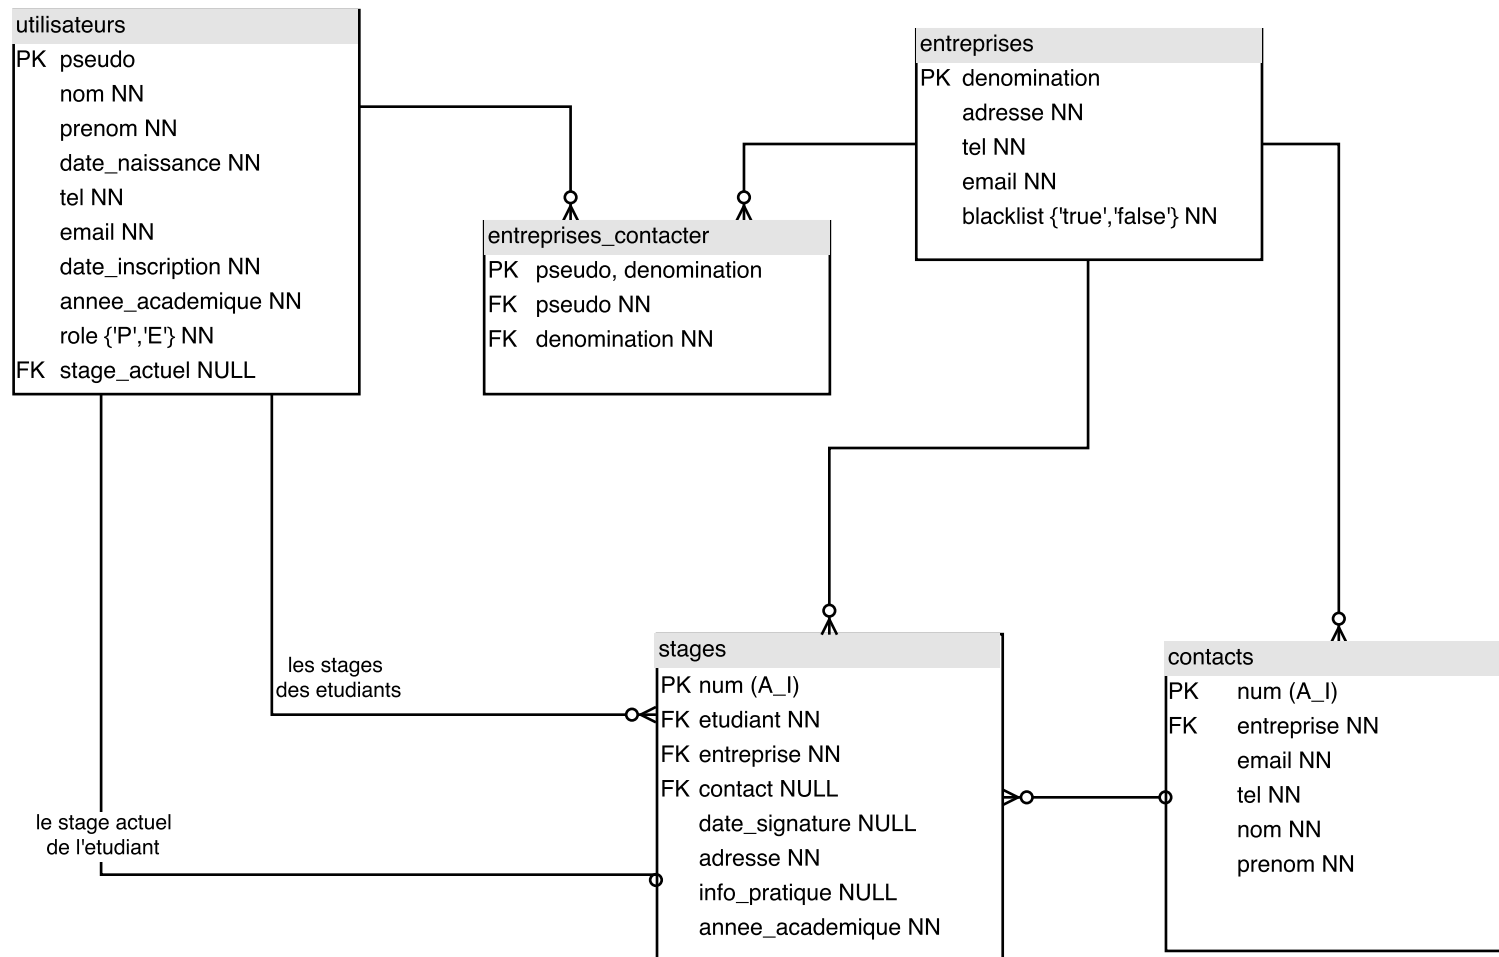 utilisateurs
PK pseudo
nom NN
prenom NN
date_naissance NN
tel NN
email NN
date_inscription NN
annee_academique NN
role {'P','E'} NN
FK stage_actuel NULL
entreprises
PK denomination
adresse NN
tel NN
email NN
blacklist {'true','false'} NN
entreprises_contacter
PK pseudo, denomination
FK pseudo NN
FK denomination NN
les stages
des etudiants
le stage actuel
de l'etudiant
stages
PK num (A_I)
FK etudiant NN
FK entreprise NN
FK contact NULL
date_signature NULL
adresse NN
info_pratique NULL
annee_academique NN
contacts
PK num (A_I)
FK entreprise NN
email NN
tel NN
nom NN
prenom NN